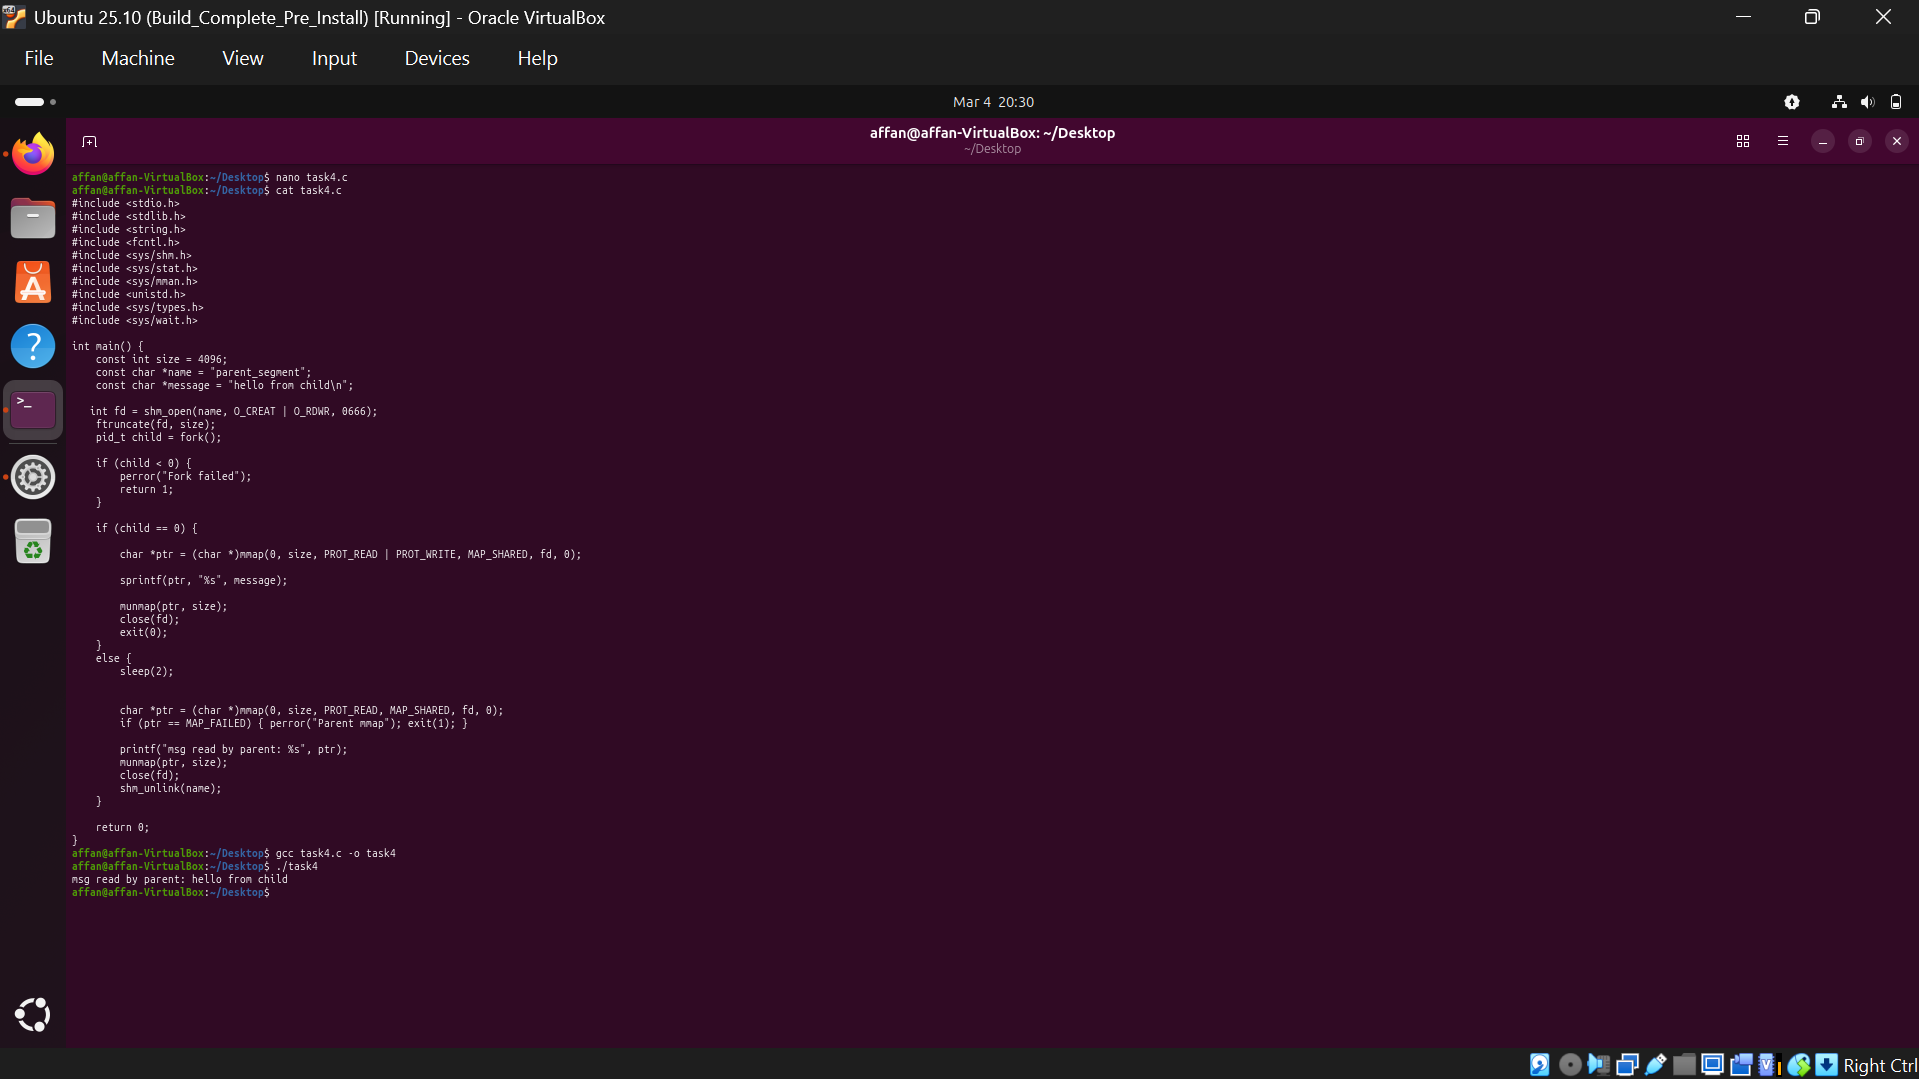 Ubuntu 25.10 (Build_Complete_Pre_Install) [Running] - Oracle VirtualBox
File Machine View Input Devices Help
Mar 4 20:30
affan@affan-VirtualBox: ~/Desktop
~/Desktop
affan@affan-VirtualBox:~/Desktop$ nano task4.c
affan@affan-VirtualBox:~/Desktop$ cat task4.c
#include <stdio.h>
#include <stdlib.h>
#include <string.h>
#include <fcntl.h>
#include <sys/shm.h>
#include <sys/stat.h>
#include <sys/mman.h>
#include <unistd.h>
#include <sys/types.h>
#include <sys/wait.h>
int main() {
    const int size = 4096;
    const char *name = "parent_segment";
    const char *message = "hello from child\n";
   int fd = shm_open(name, O_CREAT | O_RDWR, 0666);
    ftruncate(fd, size);
    pid_t child = fork();
    if (child < 0) {
        perror("Fork failed");
        return 1;
    }
    if (child == 0) {
        char *ptr = (char *)mmap(0, size, PROT_READ | PROT_WRITE, MAP_SHARED, fd, 0);
        sprintf(ptr, "%s", message);
        munmap(ptr, size);
        close(fd);
        exit(0);
    }
    else {
        sleep(2);
        char *ptr = (char *)mmap(0, size, PROT_READ, MAP_SHARED, fd, 0);
        if (ptr == MAP_FAILED) { perror("Parent mmap"); exit(1); }
        printf("msg read by parent: %s", ptr);
        munmap(ptr, size);
        close(fd);
        shm_unlink(name);
    }
    return 0;
}
affan@affan-VirtualBox:~/Desktop$ gcc task4.c -o task4
affan@affan-VirtualBox:~/Desktop$ ./task4
msg read by parent: hello from child
affan@affan-VirtualBox:~/Desktop$
Right Ctrl